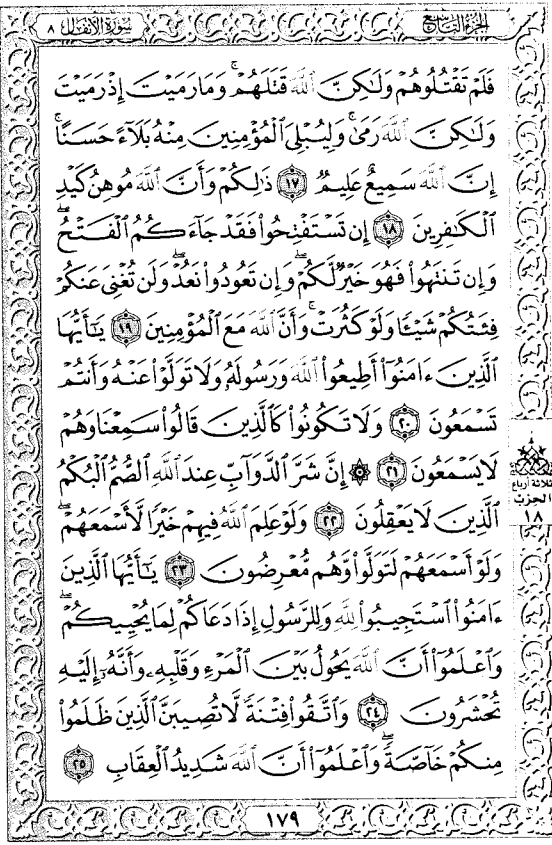 الجزء التاسع
سورة الأنفال ٨
فَلَمْ تَقْتُلُوهُمْ وَلَٰكِنَّ ٱللَّهَ قَتَلَهُمْ ۚ وَمَا رَمَيْتَ إِذْ رَمَيْتَ
وَلَٰكِنَّ ٱللَّهَ رَمَىٰ ۚ وَلِيُبْلِىَ ٱلْمُؤْمِنِينَ مِنْهُ بَلَآءً حَسَنًا ۚ
إِنَّ ٱللَّهَ سَمِيعٌ عَلِيمٌ ١٧ ذَٰلِكُمْ وَأَنَّ ٱللَّهَ مُوهِنُ كَيْدِ
ٱلْكَٰفِرِينَ ١٨ إِن تَسْتَفْتِحُوا۟ فَقَدْ جَآءَكُمُ ٱلْفَتْحُ ۖ
وَإِن تَنتَهُوا۟ فَهُوَ خَيْرٌ لَّكُمْ ۖ وَإِن تَعُودُوا۟ نَعُدْ ۖ وَلَن تُغْنِىَ عَنكُمْ
فِئَتُكُمْ شَيْـًٔا وَلَوْ كَثُرَتْ ۚ وَأَنَّ ٱللَّهَ مَعَ ٱلْمُؤْمِنِينَ ١٩ يَٰٓأَيُّهَا
ٱلَّذِينَ ءَامَنُوٓا۟ أَطِيعُوا۟ ٱللَّهَ وَرَسُولَهُۥ وَلَا تَوَلَّوْا۟ عَنْهُ وَأَنتُمْ
تَسْمَعُونَ ٢٠ وَلَا تَكُونُوا۟ كَٱلَّذِينَ قَالُوا۟ سَمِعْنَا وَهُمْ
لَا يَسْمَعُونَ ٢١ ۞ إِنَّ شَرَّ ٱلدَّوَآبِّ عِندَ ٱللَّهِ ٱلصُّمُّ ٱلْبُكْمُ
ٱلَّذِينَ لَا يَعْقِلُونَ ٢٢ وَلَوْ عَلِمَ ٱللَّهُ فِيهِمْ خَيْرًا لَّأَسْمَعَهُمْ ۖ
وَلَوْ أَسْمَعَهُمْ لَتَوَلَّوا۟ وَّهُم مُّعْرِضُونَ ٢٣ يَٰٓأَيُّهَا ٱلَّذِينَ
ءَامَنُوا۟ ٱسْتَجِيبُوا۟ لِلَّهِ وَلِلرَّسُولِ إِذَا دَعَاكُمْ لِمَا يُحْيِيكُمْ ۖ
وَٱعْلَمُوٓا۟ أَنَّ ٱللَّهَ يَحُولُ بَيْنَ ٱلْمَرْءِ وَقَلْبِهِۦ وَأَنَّهُۥٓ إِلَيْهِ
تُحْشَرُونَ ٢٤ وَٱتَّقُوا۟ فِتْنَةً لَّا تُصِيبَنَّ ٱلَّذِينَ ظَلَمُوا۟
مِنكُمْ خَآصَّةً ۖ وَٱعْلَمُوٓا۟ أَنَّ ٱللَّهَ شَدِيدُ ٱلْعِقَابِ ٢٥
ثلاثة أرباع
الحزب
١٨
١٧٩